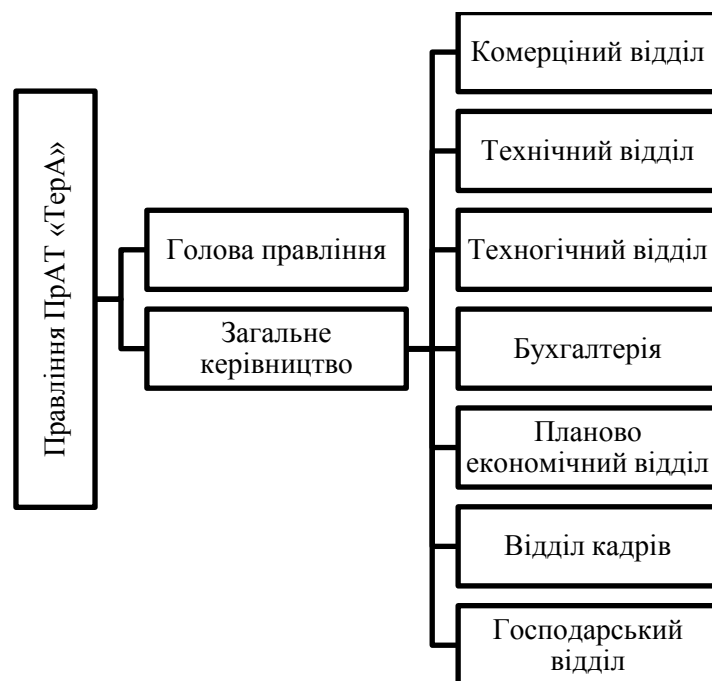 Правління ПрАТ «ТерА»
Голова правління
Загальне
керівництво
Комерціний відділ
Технічний відділ
Техногічний відділ
Бухгалтерія
Планово
економічний відділ
Відділ кадрів
Господарський
відділ